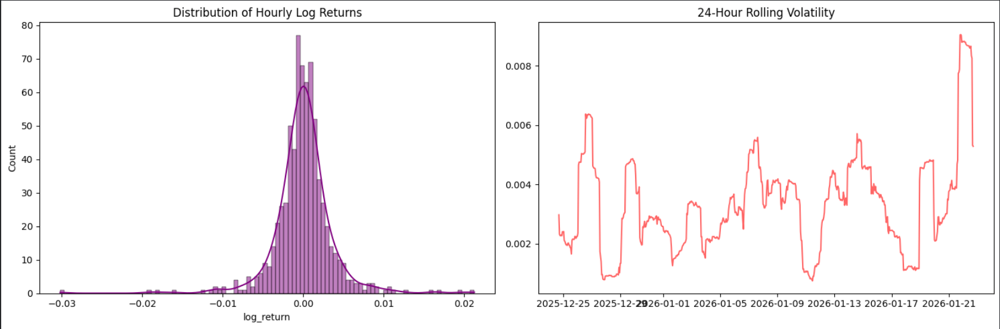 Distribution of Hourly Log Returns
80
70
60
50
40
30
20
10
0
Count
−0.03 −0.02 −0.01 0.00 0.01 0.02
log_return
24-Hour Rolling Volatility
0.008
0.006
0.004
0.002
2025-12-25 2025-12-29 2026-01-01 2026-01-05 2026-01-09 2026-01-13 2026-01-17 2026-01-21